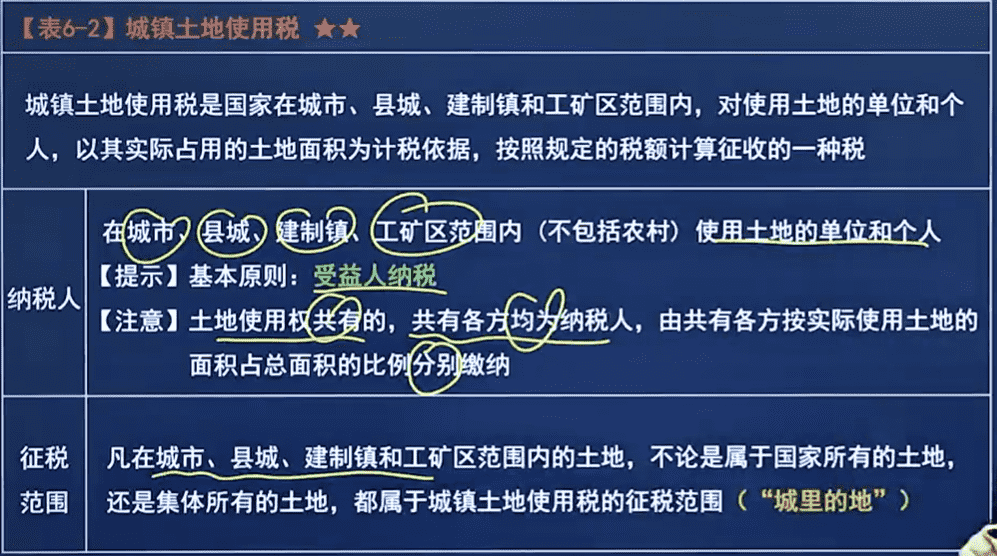 【表6-2】城镇土地使用税 ★★
城镇土地使用税是国家在城市、县城、建制镇和工矿区范围内，对使用土地的单位和个
人，以其实际占用的土地面积为计税依据，按照规定的税额计算征收的一种税
纳税人
在城市、县城、建制镇、工矿区范围内（不包括农村）使用土地的单位和个人
【提示】基本原则：受益人纳税
【注意】土地使用权共有的，共有各方均为纳税人，由共有各方按实际使用土地的
面积占总面积的比例分别缴纳
征税
范围
凡在城市、县城、建制镇和工矿区范围内的土地，不论是属于国家所有的土地，
还是集体所有的土地，都属于城镇土地使用税的征税范围（“城里的地”）